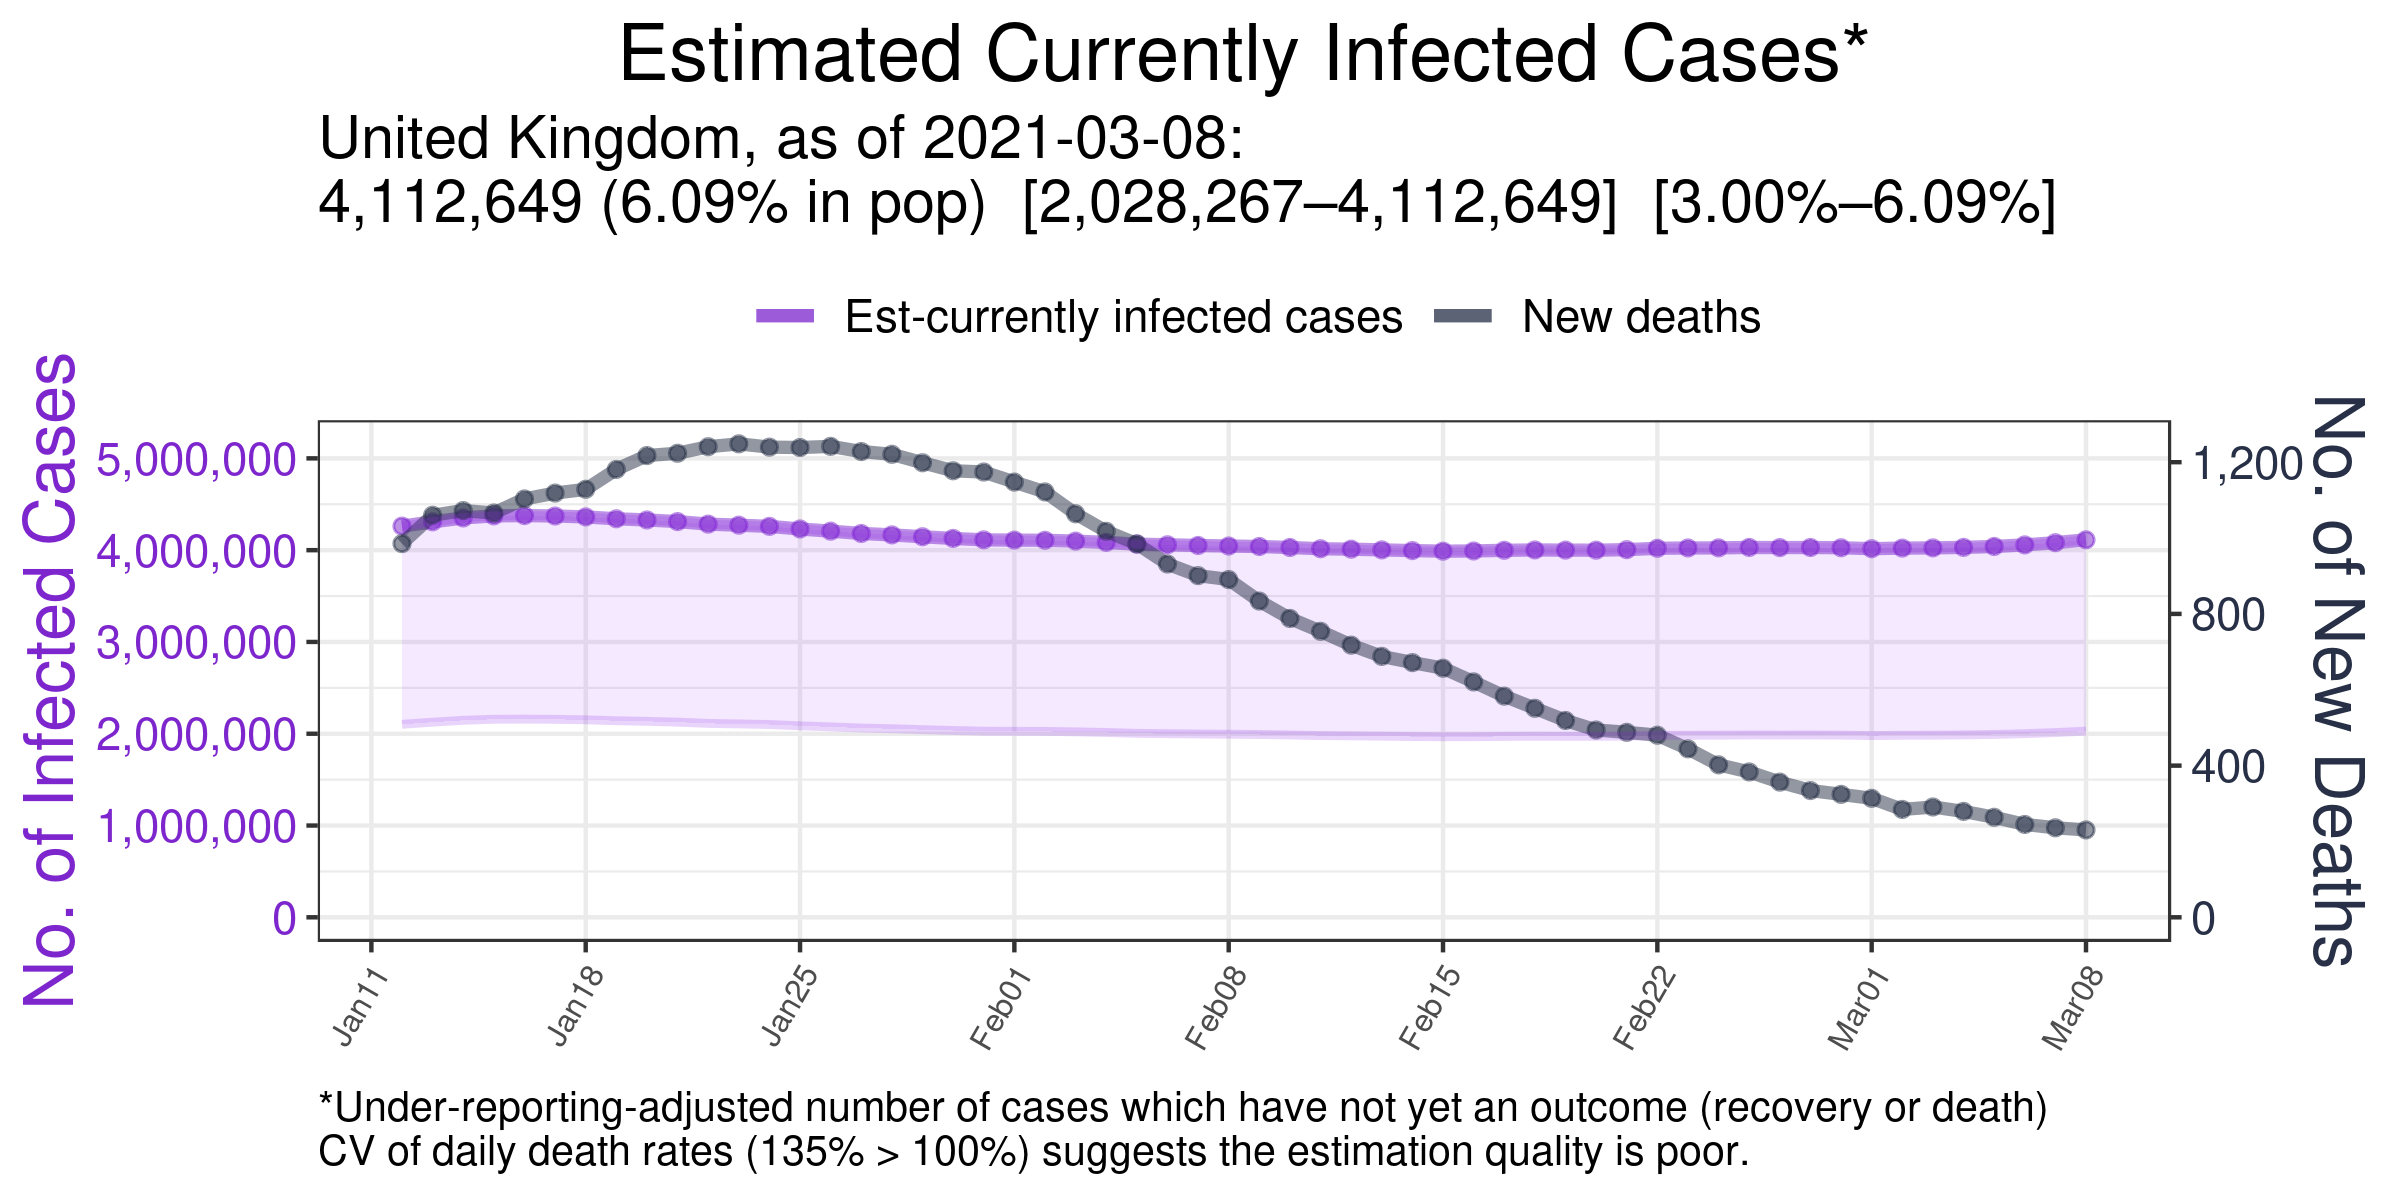 Estimated Currently Infected Cases*
United Kingdom, as of 2021-03-08:
4,112,649 (6.09% in pop) [2,028,267–4,112,649] [3.00%–6.09%]
Est-currently infected cases
New deaths
No. of Infected Cases
5,000,000
4,000,000
3,000,000
2,000,000
1,000,000
0
1,200
800
400
0
No. of New Deaths
Jan11
Jan18
Jan25
Feb01
Feb08
Feb15
Feb22
Mar01
Mar08
*Under-reporting-adjusted number of cases which have not yet an outcome (recovery or death)
CV of daily death rates (135% > 100%) suggests the estimation quality is poor.